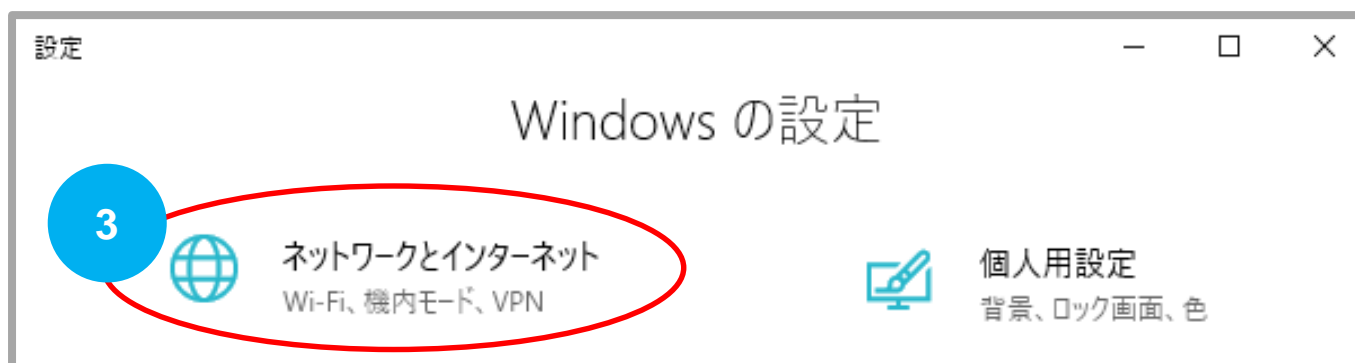 設定
Windows の設定
3
ネットワークとインターネット
Wi-Fi、機内モード、VPN
個人用設定
背景、ロック画面、色